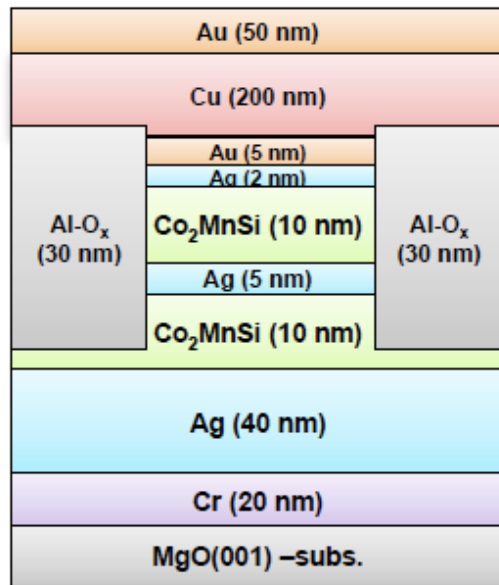 Au (50 nm)
Cu (200 nm)
Au (5 nm)
Ag (2 nm)
Al-Oₓ
(30 nm)
Co₂MnSi (10 nm)
Al-Oₓ
(30 nm)
Ag (5 nm)
Co₂MnSi (10 nm)
Ag (40 nm)
Cr (20 nm)
MgO(001) –subs.